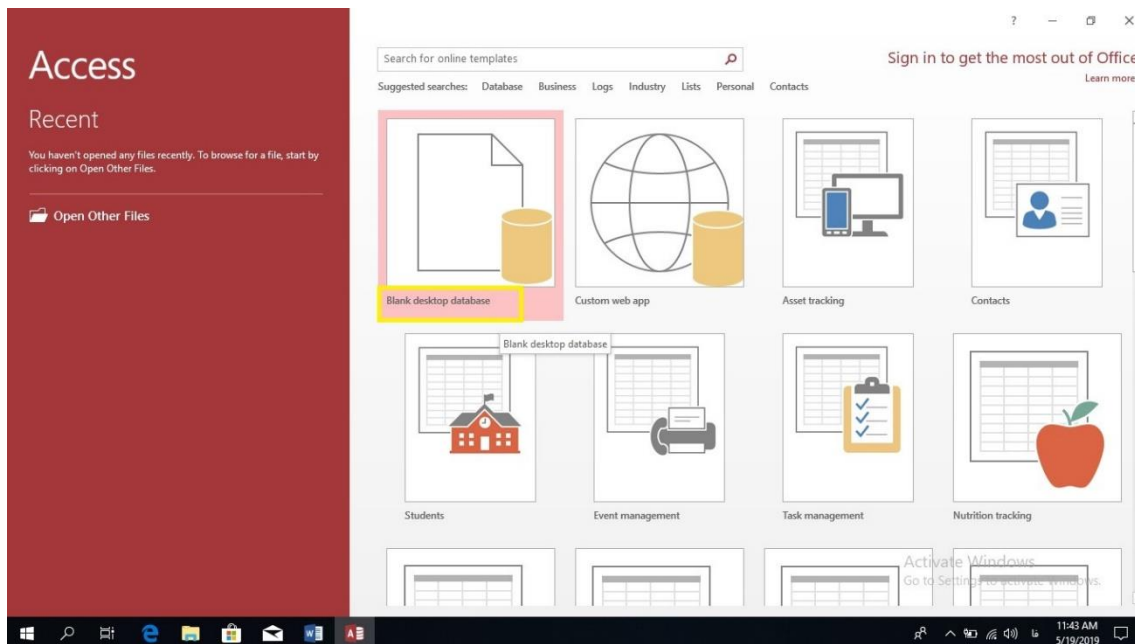 ?
Access
Search for online templates
Sign in to get the most out of Office
Learn more
Suggested searches: Database Business Logs Industry Lists Personal Contacts
Recent
You haven't opened any files recently. To browse for a file, start by
clicking on Open Other Files.
Open Other Files
Blank desktop database
Custom web app
Asset tracking
Contacts
Blank desktop database
Students
Event management
Task management
Nutrition tracking
Activate Windows
Go to Settings to activate Windows.
11:43 AM
5/19/2019